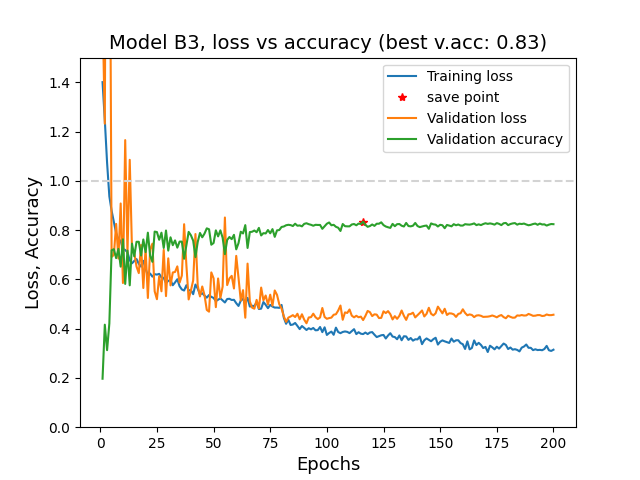 Model B3, loss vs accuracy (best v.acc: 0.83)
Training loss
save point
Validation loss
Validation accuracy
Loss, Accuracy
1.4
1.2
1.0
0.8
0.6
0.4
0.2
0.0
0 25 50 75 100 125 150 175 200
Epochs